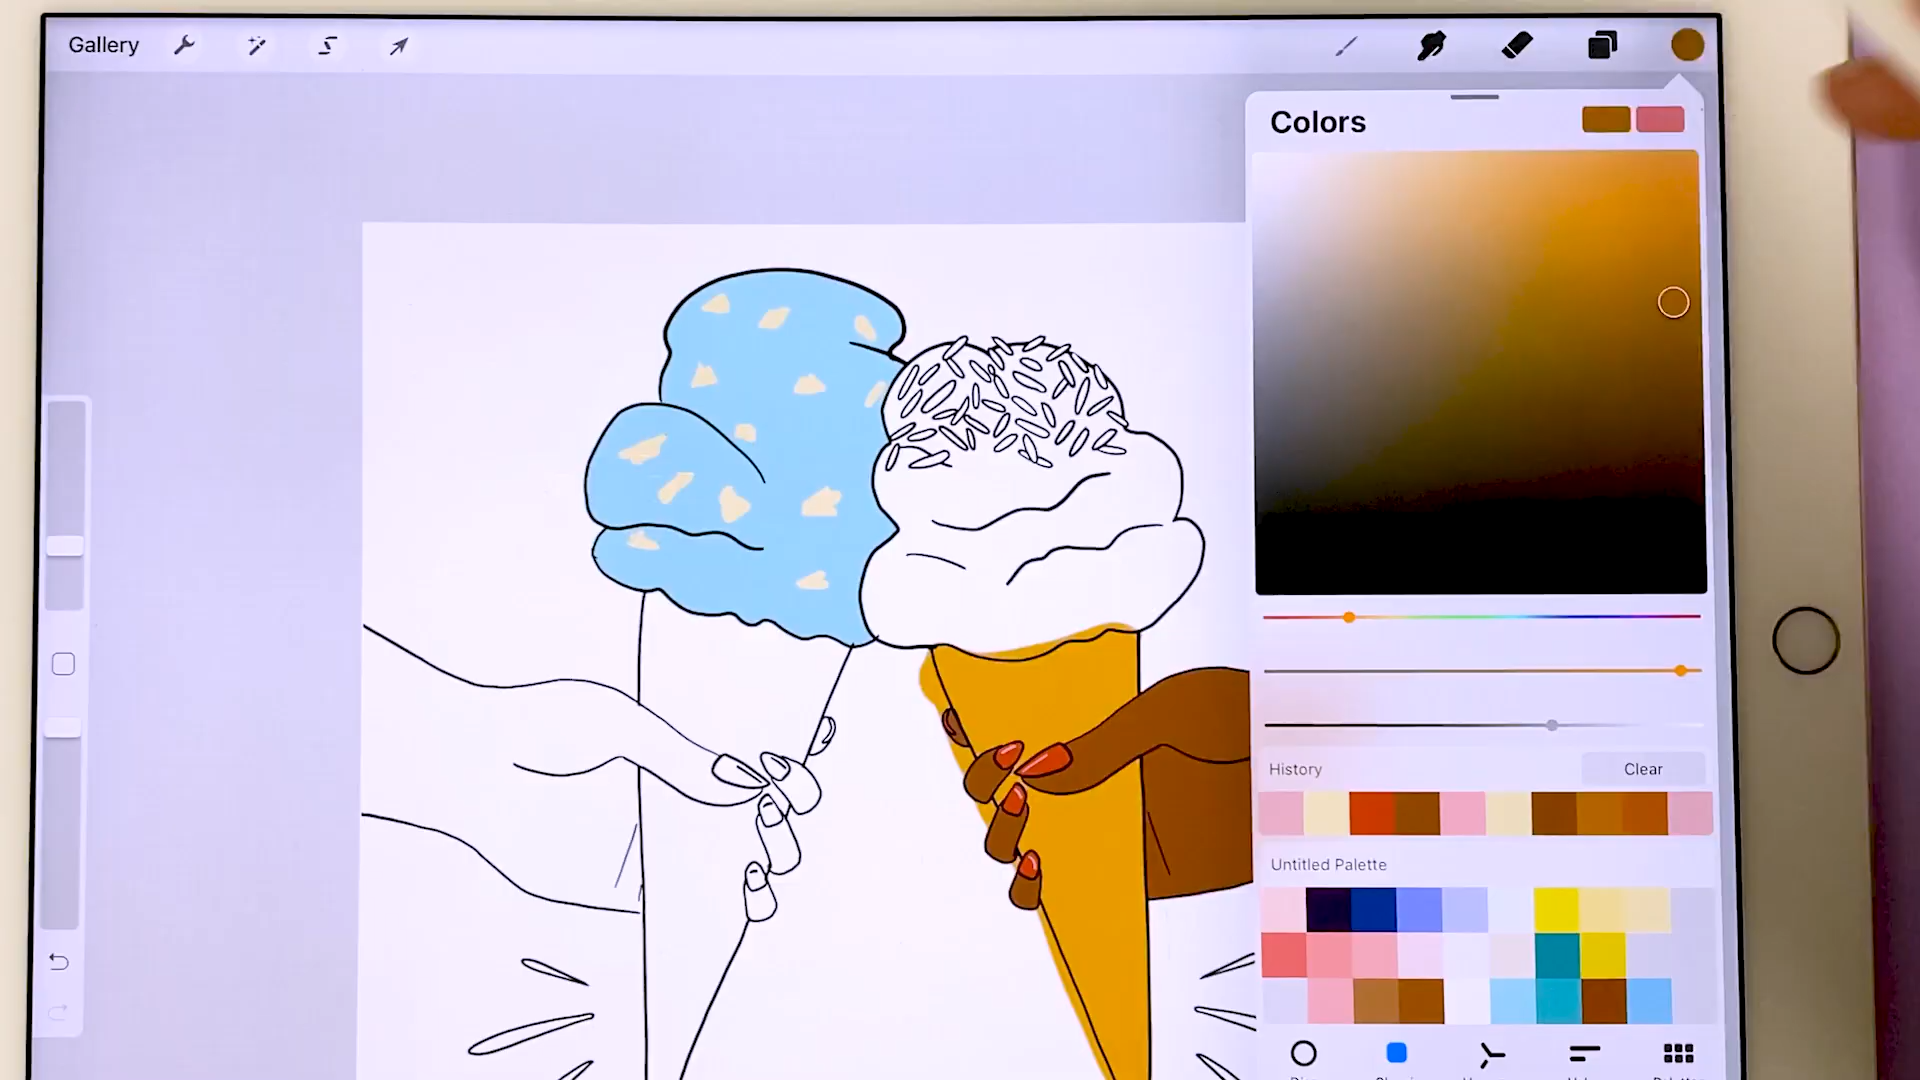 Gallery
Colors
History
Clear
Untitled Palette